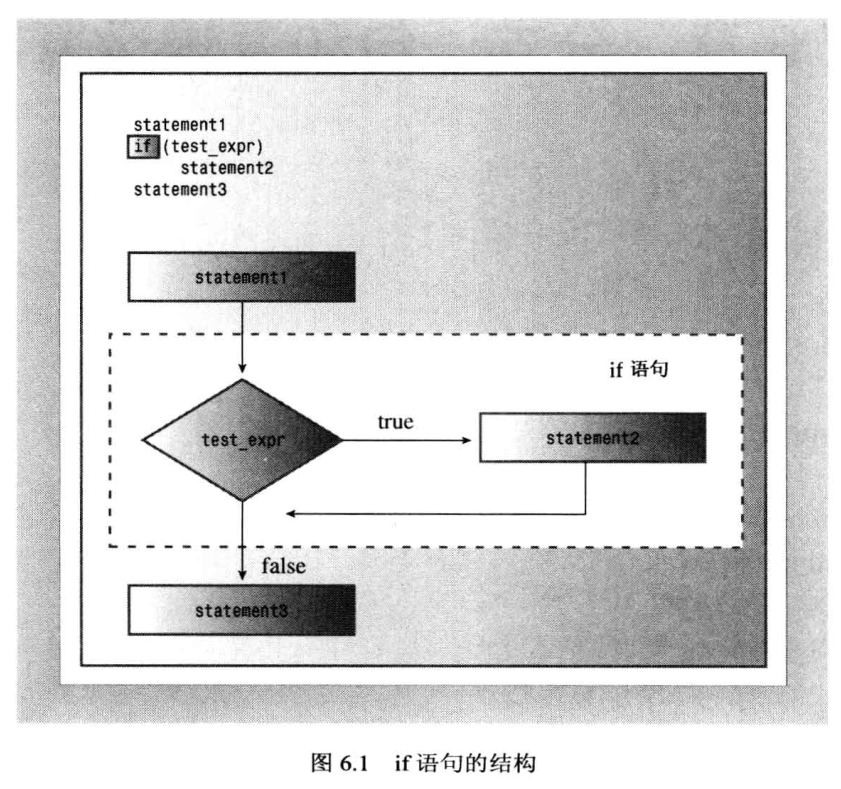 statement1
if (test_expr)
statement2
statement3
statement1
if 语句
test_expr
true
statement2
false
statement3
图 6.1 if 语句的结构